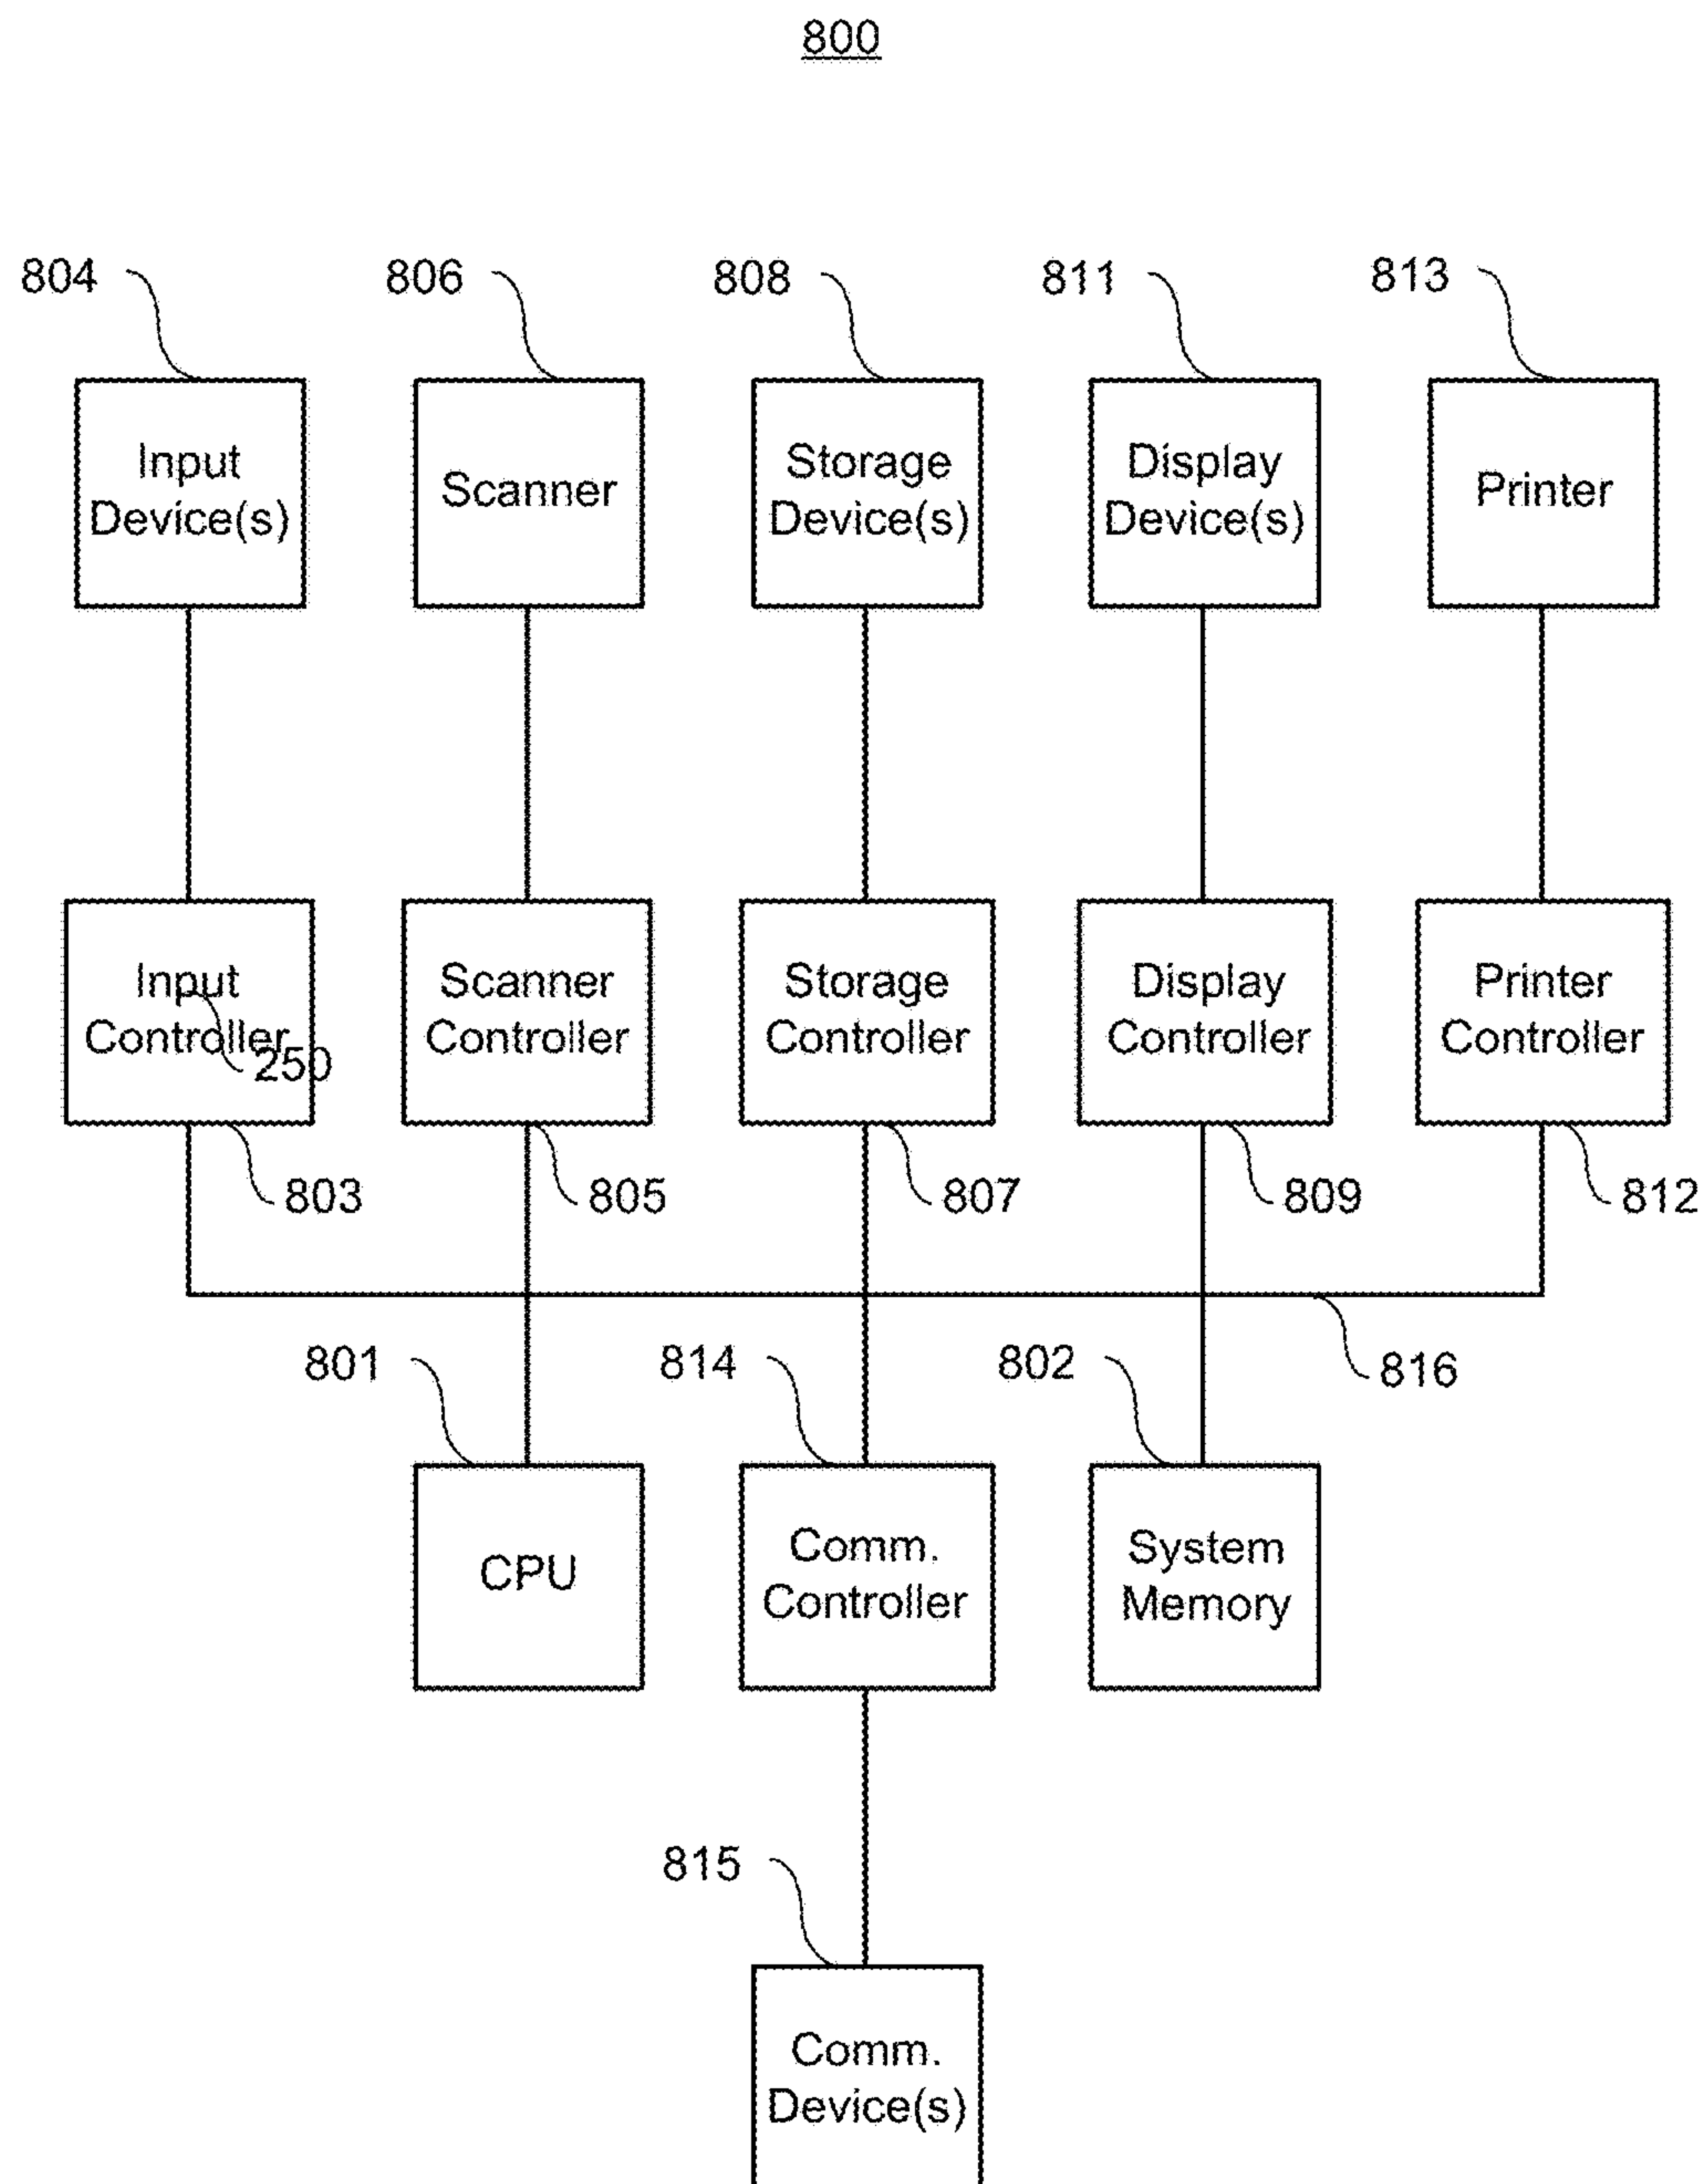 800
804
806
808
811
813
Input
Device(s)
Scanner
Storage
Device(s)
Display
Device(s)
Printer
Input
Controller
250
Scanner
Controller
Storage
Controller
Display
Controller
Printer
Controller
803
805
807
809
812
801
814
802
816
CPU
Comm.
Controller
System
Memory
815
Comm.
Device(s)